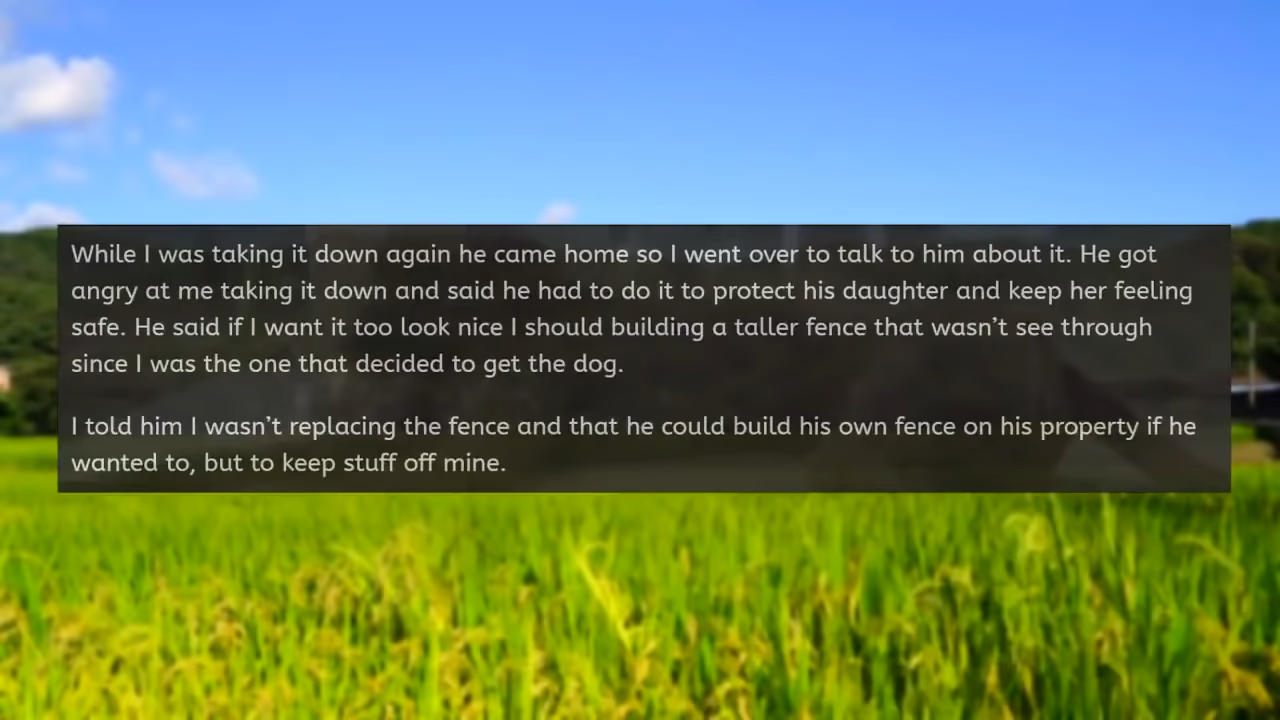 While I was taking it down again he came home so I went over to talk to him about it. He got
angry at me taking it down and said he had to do it to protect his daughter and keep her feeling
safe. He said if I want it too look nice I should building a taller fence that wasn’t see through
since I was the one that decided to get the dog.
I told him I wasn’t replacing the fence and that he could build his own fence on his property if he
wanted to, but to keep stuff off mine.